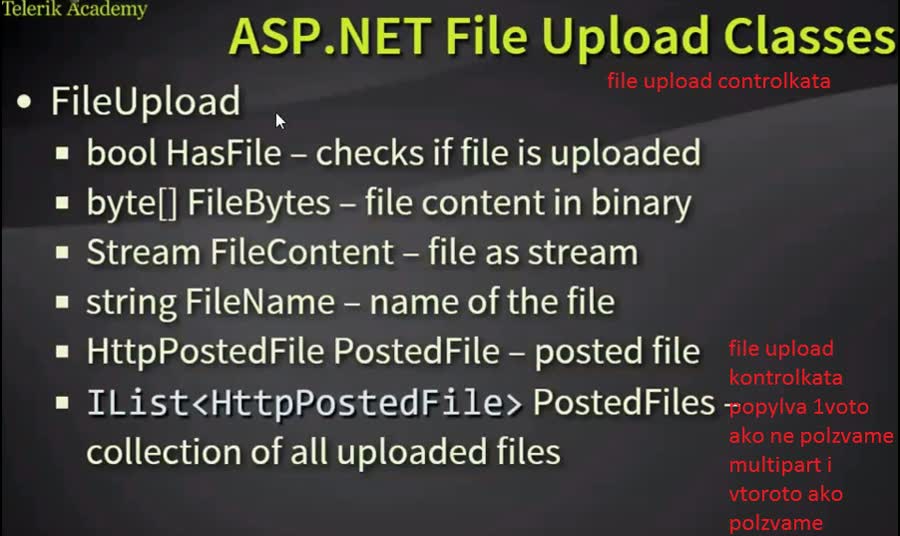 Telerik Academy
ASP.NET File Upload Classes
file upload controlkata
• FileUpload
▪ bool HasFile – checks if file is uploaded
▪ byte[] FileBytes – file content in binary
▪ Stream FileContent – file as stream
▪ string FileName – name of the file
▪ HttpPostedFile PostedFile – posted file
▪ IList<HttpPostedFile> PostedFiles –
collection of all uploaded files
file upload
kontrolkata
popylva 1voto
ako ne polzvame
multipart i
vtoroto ako
polzvame